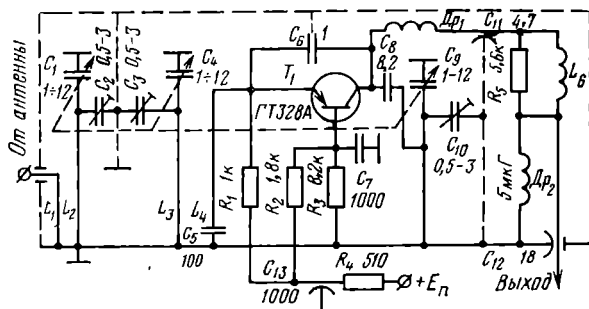 От антенны
C1
1÷12
0,5-3
C2
0,5-3
C3
C4
1÷12
L1
L2
L3
L4
C5
100
C6
1
T1
ГТ328А
R1
1к
R2
1,8к
R3
8,2к
C7
1000
C8
8,2
Др1
C9
1-12
C10
0,5-3
C11
4,7
R5
5,6к
L6
5мкГ
Др2
C12
18
Выход
C13
1000
R4 510
+Eп